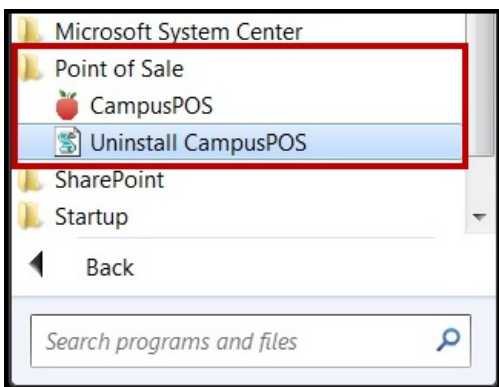 Microsoft System Center
Point of Sale
CampusPOS
Uninstall CampusPOS
SharePoint
Startup
Back
Search programs and files